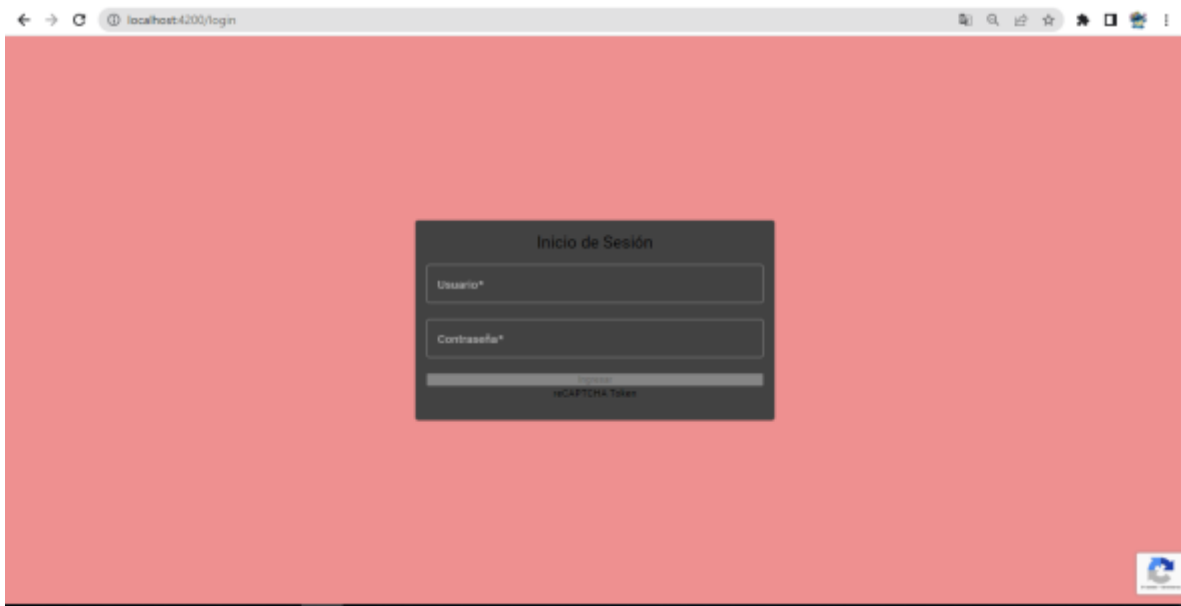 localhost:4200/login
Inicio de Sesión
Usuario*
Contraseña*
Ingresar
reCAPTCHA Token